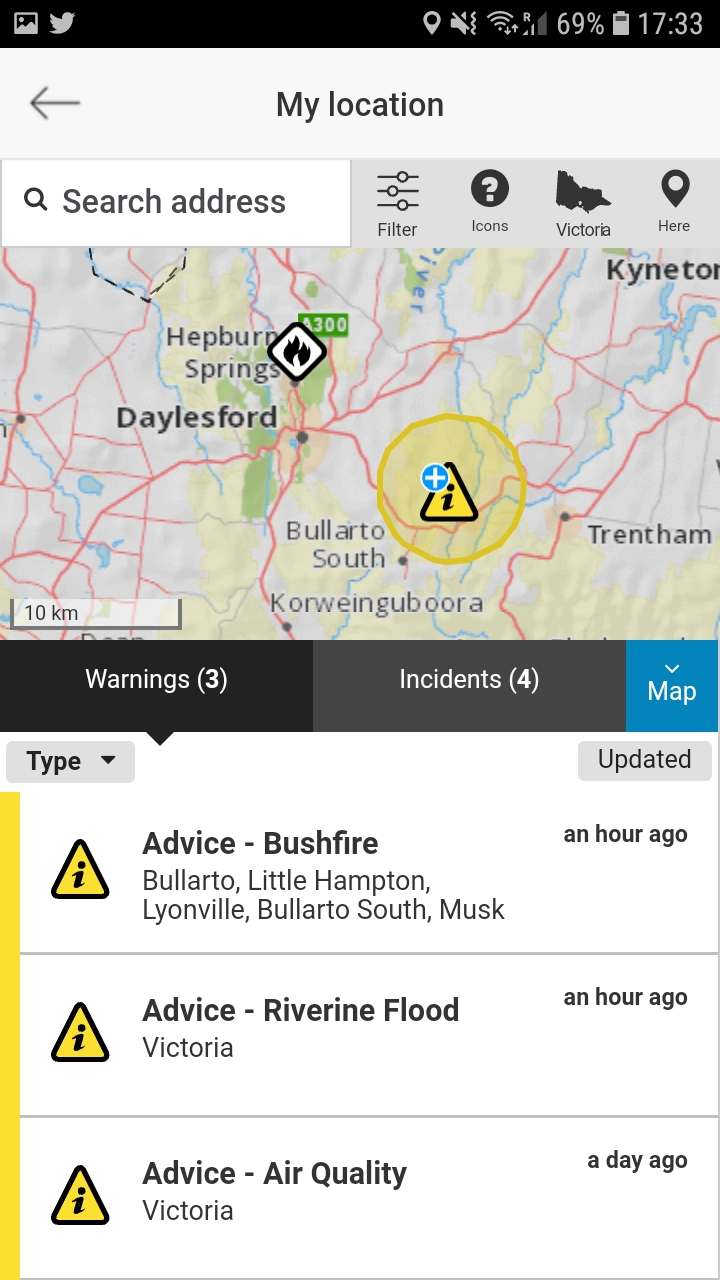 R 69% 17:33
My location
Search address
Filter
Icons
Victoria
Here
River
Kyneton
A300
Hepburn
Springs
Daylesford
Bullarto
South
Trentham
Korweinguboora
10 km
Warnings (3)
Incidents (4)
Map
Type
Updated
Advice - Bushfire
an hour ago
Bullarto, Little Hampton,
Lyonville, Bullarto South, Musk
Advice - Riverine Flood
an hour ago
Victoria
Advice - Air Quality
a day ago
Victoria